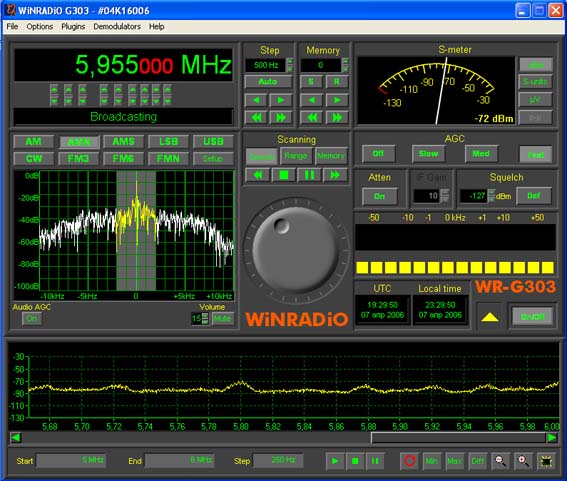 WiNRADiO G303 - #04K16006
File Options Plugins Demodulators Help
5,955000 MHz
Broadcasting
Step Memory
500 Hz 0
Auto S R
S-meter
-130 -110 -90 -70 -50 -30
-72 dBm
dBm
S-units
µV
AM AMN AMS LSB USB
CW FM3 FM6 FMN Setup
0dB
-20dB
-40dB
-60dB
-80dB
-100dB
-10kHz -5kHz 0 +5kHz +10kHz
Audio AGC Volume
On 15 Mute
Scanning
Range Memory
WiNRADiO
AGC
Off Slow Med Fast
Atten IF Gain Squelch
On 10 -127 dBm Def
-50 -10 -1 0 kHz +1 +10 +50
UTC Local time
19:29:50 23:29:50
07 апр 2006 07 апр 2006
WR-G303
On/Off
-30
-50
-70
-90
-110
-130
5,68 5,70 5,72 5,74 5,76 5,78 5,80 5,82 5,84 5,86 5,88 5,90 5,92 5,94 5,96 5,98 6,00
Start 5 MHz End 6 MHz Step 250 Hz
Min Max Diff